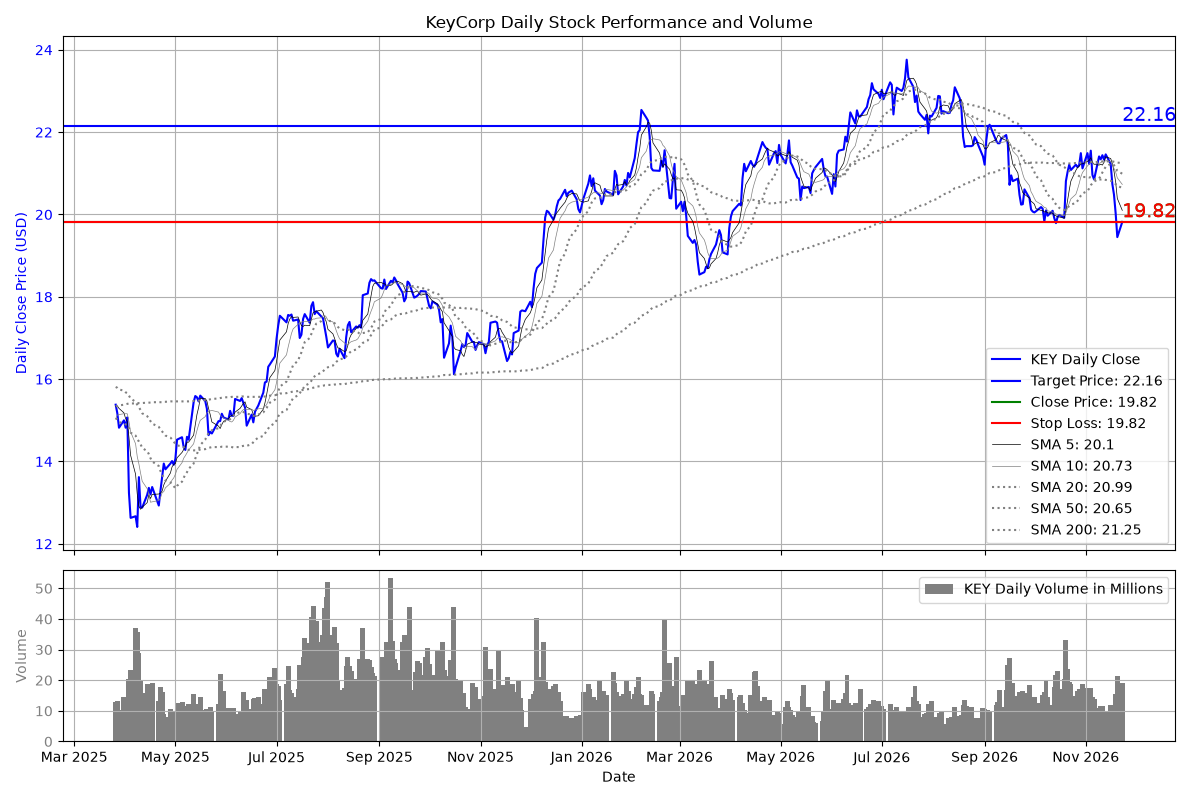 KeyCorp Daily Stock Performance and Volume
24
22
20
18
16
14
12
Daily Close Price (USD)
22.16
19.82
KEY Daily Close
Target Price: 22.16
Close Price: 19.82
Stop Loss: 19.82
SMA 5: 20.1
SMA 10: 20.73
SMA 20: 20.99
SMA 50: 20.65
SMA 200: 21.25
50
40
30
20
10
0
Volume
KEY Daily Volume in Millions
Mar 2025 May 2025 Jul 2025 Sep 2025 Nov 2025 Jan 2026 Mar 2026 May 2026 Jul 2026 Sep 2026 Nov 2026
Date